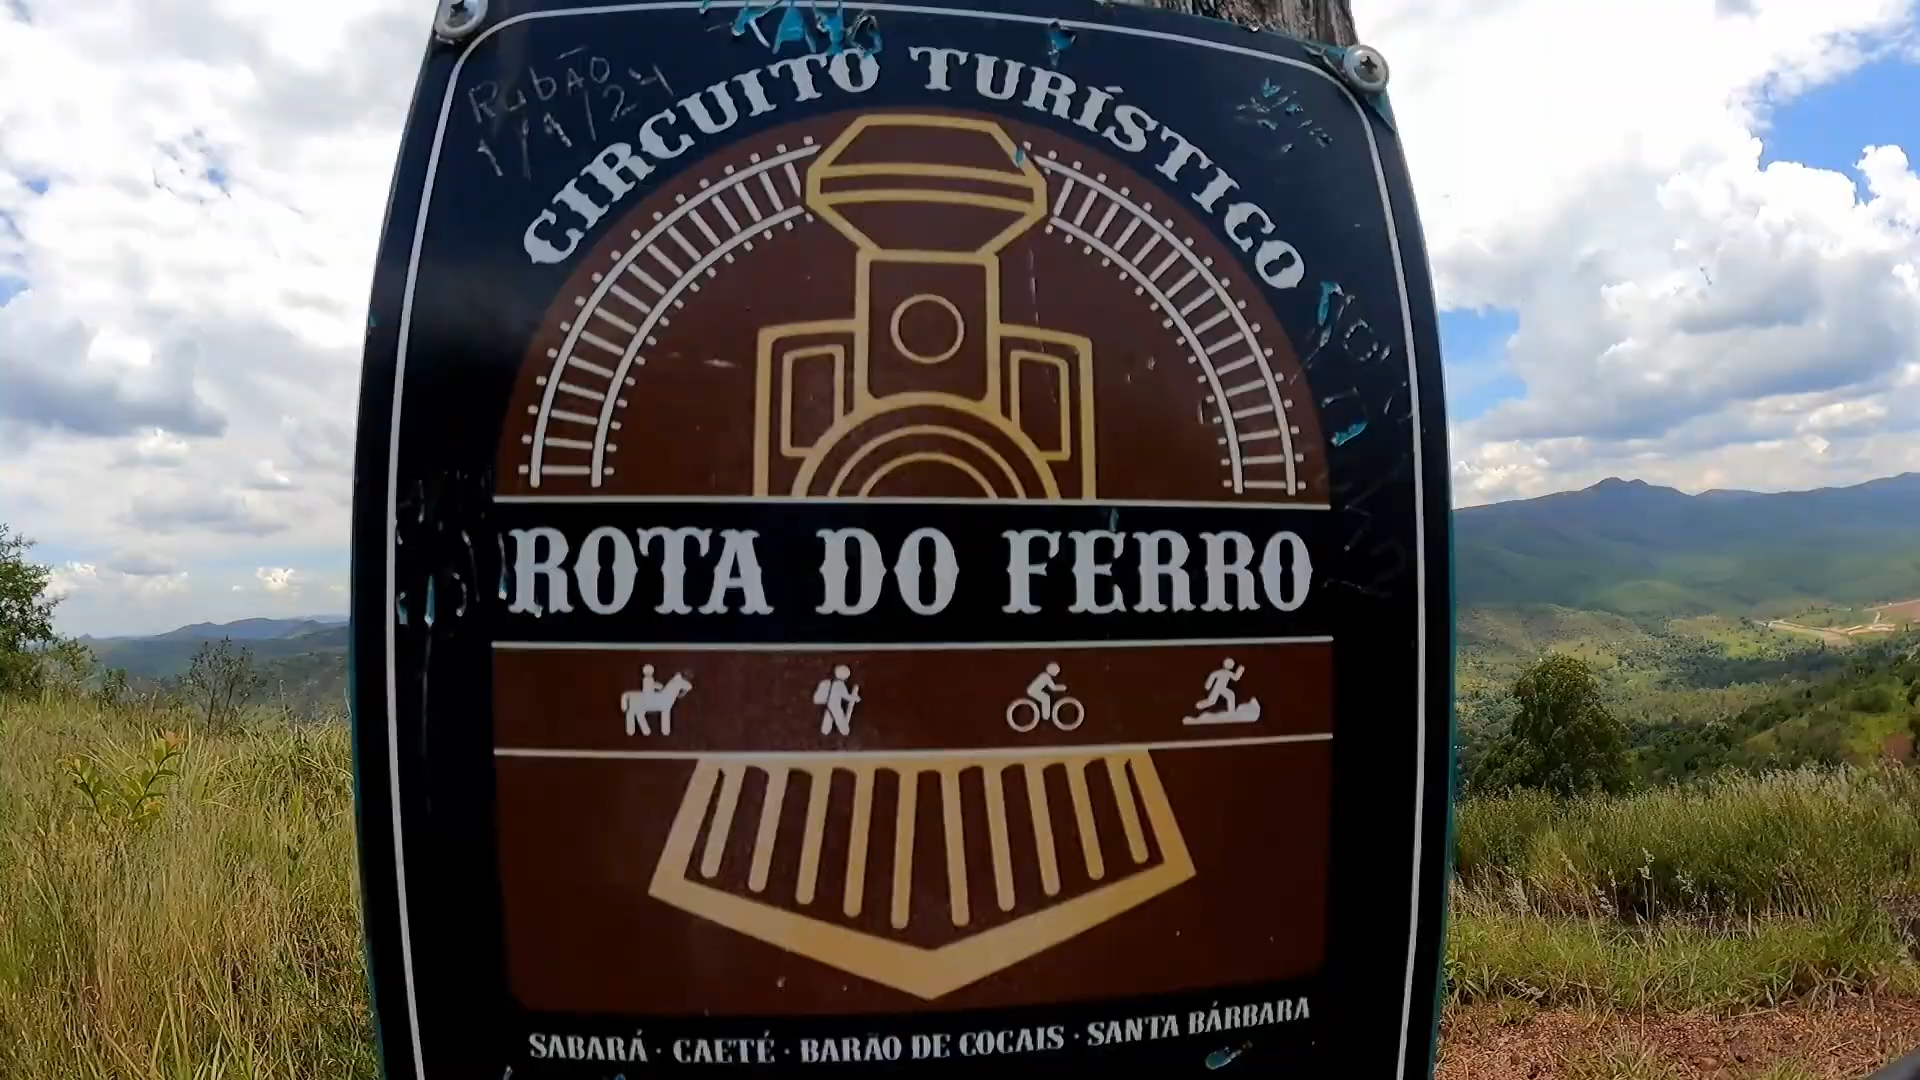 RubÃO
1/1/24
CIRCUITO TURÍSTICO
ROTA DO FERRO
SABARÁ · CAETÉ · BARÃO DE COCAIS · SANTA BÁRBARA